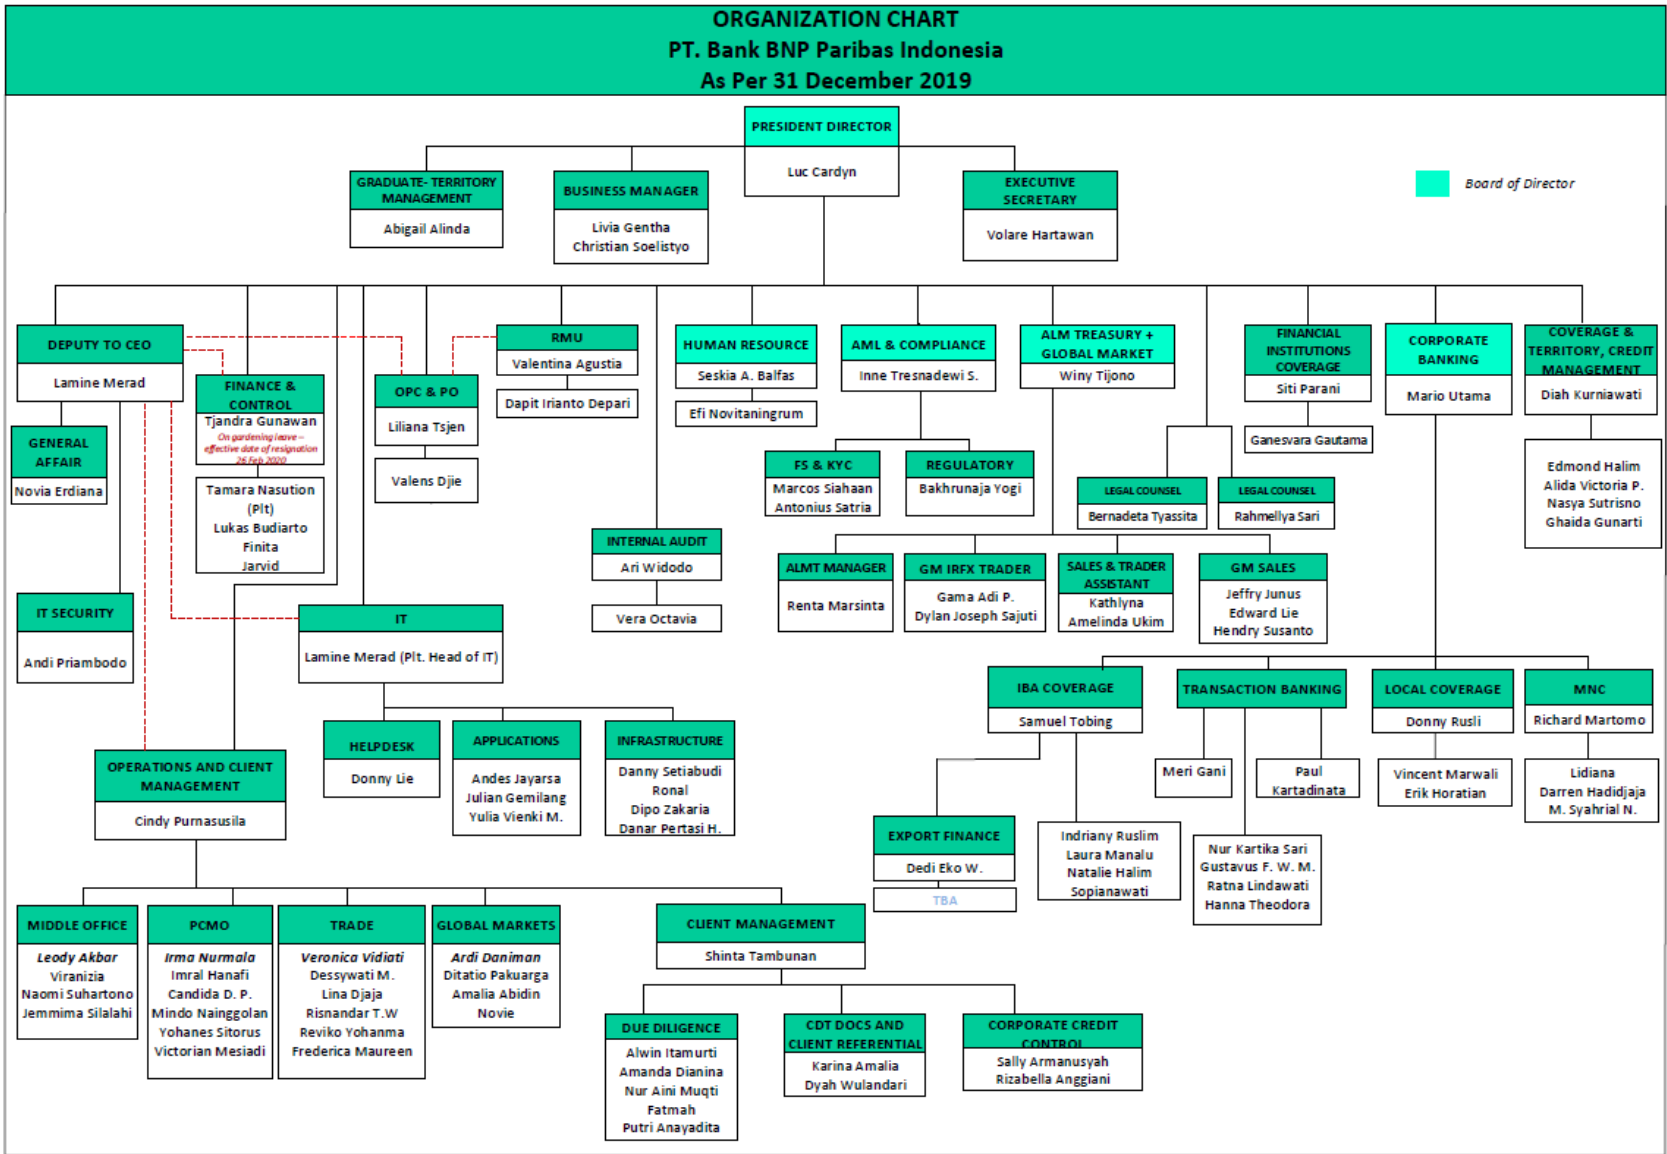 ORGANIZATION CHART
PT. Bank BNP Paribas Indonesia
As Per 31 December 2019
PRESIDENT DIRECTOR
Luc Cardyn
GRADUATE- TERRITORY
MANAGEMENT
Abigail Alinda
BUSINESS MANAGER
Livia Gentha
Christian Soelistyo
EXECUTIVE
SECRETARY
Volare Hartawan
Board of Director
DEPUTY TO CEO
Lamine Merad
FINANCE &
CONTROL
Tjandra Gunawan
On gardening leave –
effective date of resignation
26 Feb 2020
Tamara Nasution
(Plt)
Lukas Budiarto
Finita
Jarvid
OPC & PO
Liliana Tsjen
Valens Djie
RMU
Valentina Agustia
Dapit Irianto Depari
HUMAN RESOURCE
Seskia A. Balfas
Efi Novitaningrum
AML & COMPLIANCE
Inne Tresnadewi S.
ALM TREASURY +
GLOBAL MARKET
Winy Tijono
FINANCIAL
INSTITUTIONS
COVERAGE
Siti Parani
Ganesvara Gautama
CORPORATE
BANKING
Mario Utama
COVERAGE &
TERRITORY, CREDIT
MANAGEMENT
Diah Kurniawati
Edmond Halim
Alida Victoria P.
Nasya Sutrisno
Ghaida Gunarti
GENERAL
AFFAIR
Novia Erdiana
FS & KYC
Marcos Siahaan
Antonius Satria
REGULATORY
Bakhrunaja Yogi
LEGAL COUNSEL
Bernadeta Tyassita
LEGAL COUNSEL
Rahmellya Sari
INTERNAL AUDIT
Ari Widodo
Vera Octavia
ALMT MANAGER
Renta Marsinta
GM IRFX TRADER
Gama Adi P.
Dylan Joseph Sajuti
SALES & TRADER
ASSISTANT
Kathlyna
Amelinda Ukim
GM SALES
Jeffry Junus
Edward Lie
Hendry Susanto
IT SECURITY
Andi Priambodo
IT
Lamine Merad (Plt. Head of IT)
HELPDESK
Donny Lie
APPLICATIONS
Andes Jayarsa
Julian Gemilang
Yulia Vienki M.
INFRASTRUCTURE
Danny Setiabudi
Ronal
Dipo Zakaria
Danar Pertasi H.
IBA COVERAGE
Samuel Tobing
TRANSACTION BANKING
Meri Gani
Paul
Kartadinata
LOCAL COVERAGE
Donny Rusli
Vincent Marwali
Erik Horatian
MNC
Richard Martomo
Lidiana
Darren Hadidjaja
M. Syahrial N.
OPERATIONS AND CLIENT
MANAGEMENT
Cindy Purnasusila
EXPORT FINANCE
Dedi Eko W.
TBA
Indriany Ruslim
Laura Manalu
Natalie Halim
Sopianawati
Nur Kartika Sari
Gustavus F. W. M.
Ratna Lindawati
Hanna Theodora
MIDDLE OFFICE
Leody Akbar
Viranizia
Naomi Suhartono
Jemmima Silalahi
PCMO
Irma Nurmala
Imral Hanafi
Candida D. P.
Mindo Nainggolan
Yohanes Sitorus
Victorian Mesiadi
TRADE
Veronica Vidiati
Dessywati M.
Lina Djaja
Risnandar T.W
Reviko Yohanma
Frederica Maureen
GLOBAL MARKETS
Ardi Daniman
Ditatio Pakuarga
Amalia Abidin
Novie
CLIENT MANAGEMENT
Shinta Tambunan
DUE DILIGENCE
Alwin Itamurti
Amanda Dianina
Nur Aini Muqti
Fatmah
Putri Anayadita
CDT DOCS AND
CLIENT REFERENTIAL
Karina Amalia
Dyah Wulandari
CORPORATE CREDIT
CONTROL
Sally Armanusyah
Rizabella Anggiani